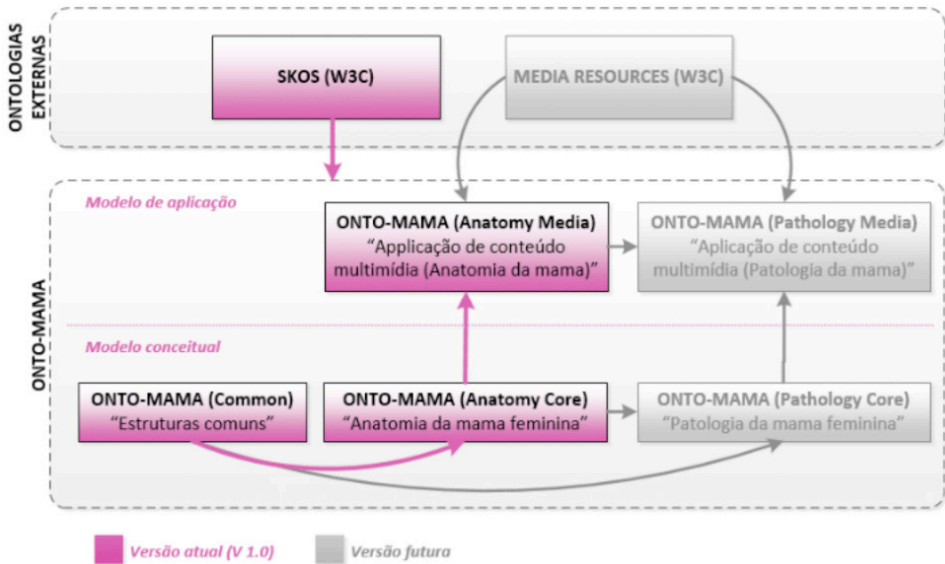 ONTOLOGIAS
EXTERNAS
SKOS (W3C)
MEDIA RESOURCES (W3C)
ONTO-MAMA
Modelo de aplicação
ONTO-MAMA (Anatomy Media)
“Applicação de conteúdo
multimídia (Anatomia da mama)”
ONTO-MAMA (Pathology Media)
“Aplicação de conteúdo
multimídia (Patologia da mama)”
Modelo conceitual
ONTO-MAMA (Common)
“Estruturas comuns”
ONTO-MAMA (Anatomy Core)
“Anatomia da mama feminina”
ONTO-MAMA (Pathology Core)
“Patologia da mama feminina”
Versão atual (V 1.0)
Versão futura